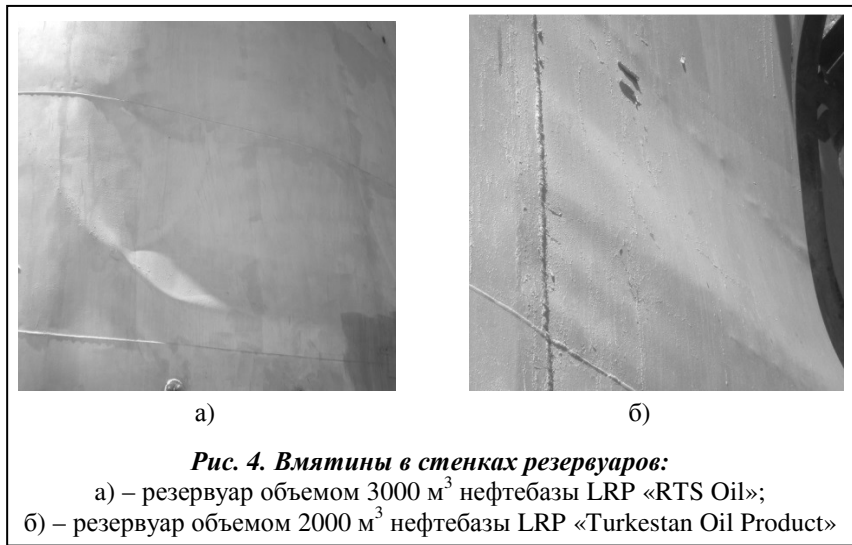 а)
б)
Рис. 4. Вмятины в стенках резервуаров:
а) – резервуар объемом 3000 м³ нефтебазы LRP «RTS Oil»;
б) – резервуар объемом 2000 м³ нефтебазы LRP «Turkestan Oil Product»